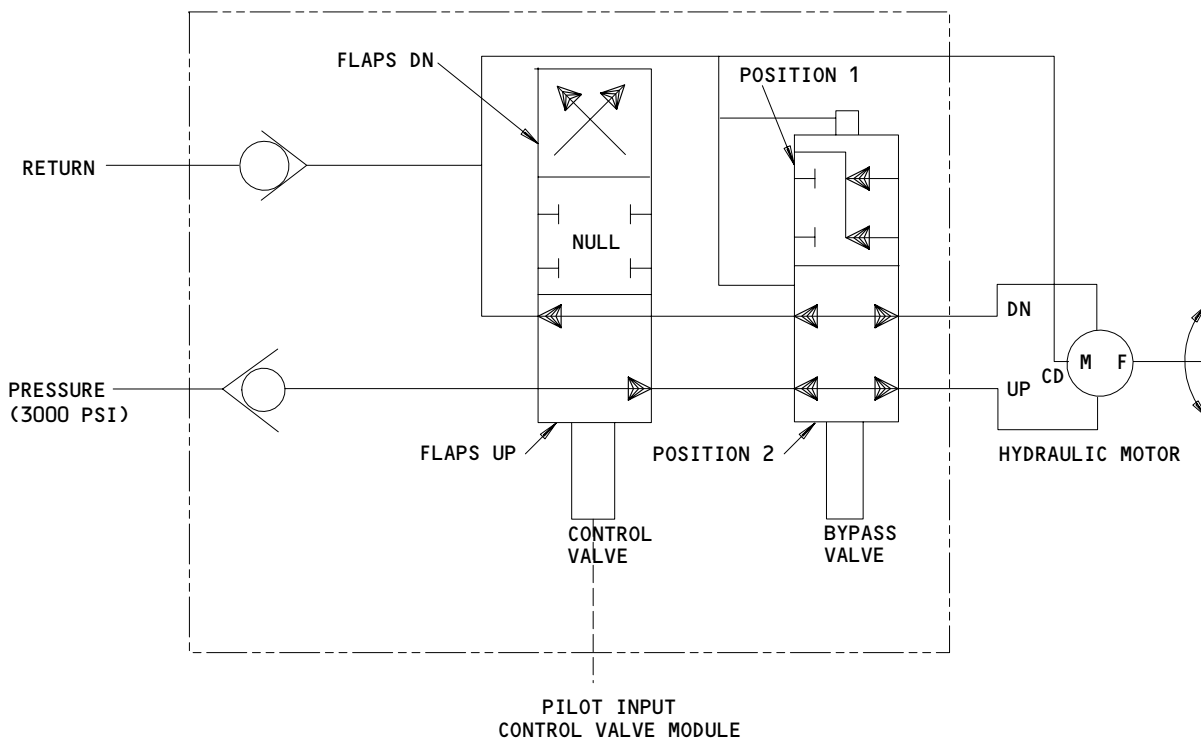 FLAPS DN
POSITION 1
RETURN
NULL
DN
PRESSURE
(3000 PSI)
UP
CD
M F
FLAPS UP
POSITION 2
HYDRAULIC MOTOR
CONTROL
VALVE
BYPASS
VALVE
PILOT INPUT
CONTROL VALVE MODULE